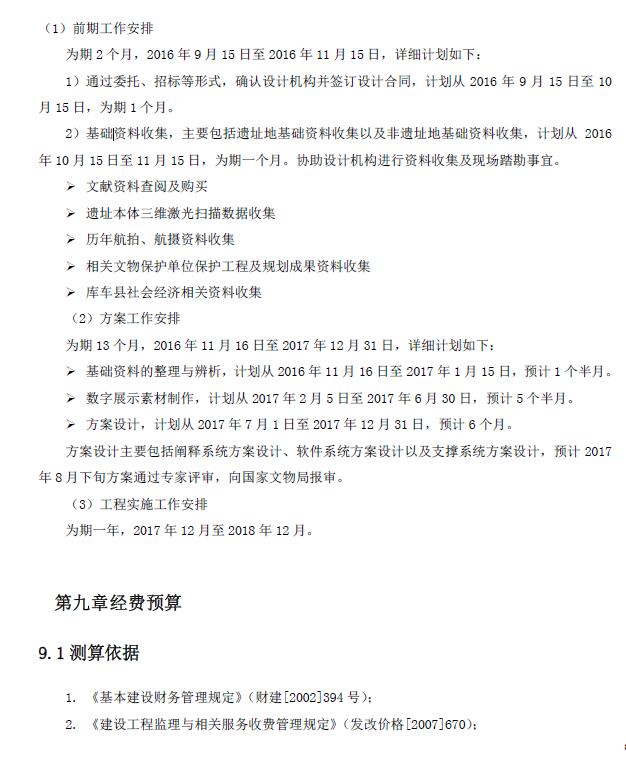 （1）前期工作安排
为期 2 个月，2016 年 9 月 15 日至 2016 年 11 月 15 日，详细计划如下：
1）通过委托、招标等形式，确认设计机构并签订设计合同，计划从 2016 年 9 月 15 日至 10
月 15 日，为期 1 个月。
2）基础资料收集，主要包括遗址地基础资料收集以及非遗址地基础资料收集，计划从 2016
年 10 月 15 日至 11 月 15 日，为期一个月。协助设计机构进行资料收集及现场踏勘事宜。
➢ 文献资料查阅及购买
➢ 遗址本体三维激光扫描数据收集
➢ 历年航拍、航摄资料收集
➢ 相关文物保护单位保护工程及规划成果资料收集
➢ 库车县社会经济相关资料收集
（2）方案工作安排
为期 13 个月，2016 年 11 月 16 日至 2017 年 12 月 31 日，详细计划如下：
➢ 基础资料的整理与辨析，计划从 2016 年 11 月 16 日至 2017 年 1 月 15 日，预计 1 个半月。
➢ 数字展示素材制作，计划从 2017 年 2 月 5 日至 2017 年 6 月 30 日，预计 5 个半月。
➢ 方案设计，计划从 2017 年 7 月 1 日至 2017 年 12 月 31 日，预计 6 个月。
方案设计主要包括阐释系统方案设计、软件系统方案设计以及支撑系统方案设计，预计 2017
年 8 月下旬方案通过专家评审，向国家文物局报审。
（3）工程实施工作安排
为期一年，2017 年 12 月至 2018 年 12 月。
第九章经费预算
9.1 测算依据
1. 《基本建设财务管理规定》（财建[2002]394 号）；
2. 《建设工程监理与相关服务收费管理规定》（发改价格[2007]670）；